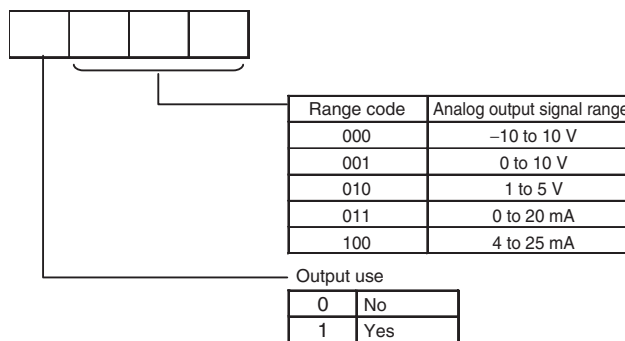 Range code Analog output signal range
000 –10 to 10 V
001 0 to 10 V
010 1 to 5 V
011 0 to 20 mA
100 4 to 25 mA
Output use
0 No
1 Yes